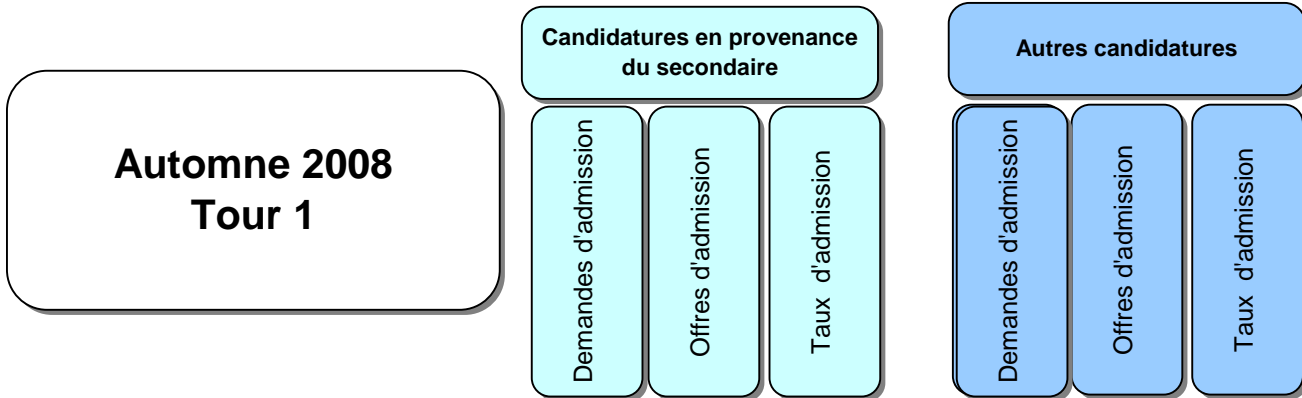 Automne 2008
Tour 1
Candidatures en provenance
du secondaire
Demandes d'admission
Offres d'admission
Taux d'admission
Autres candidatures
Demandes d'admission
Offres d'admission
Taux d'admission